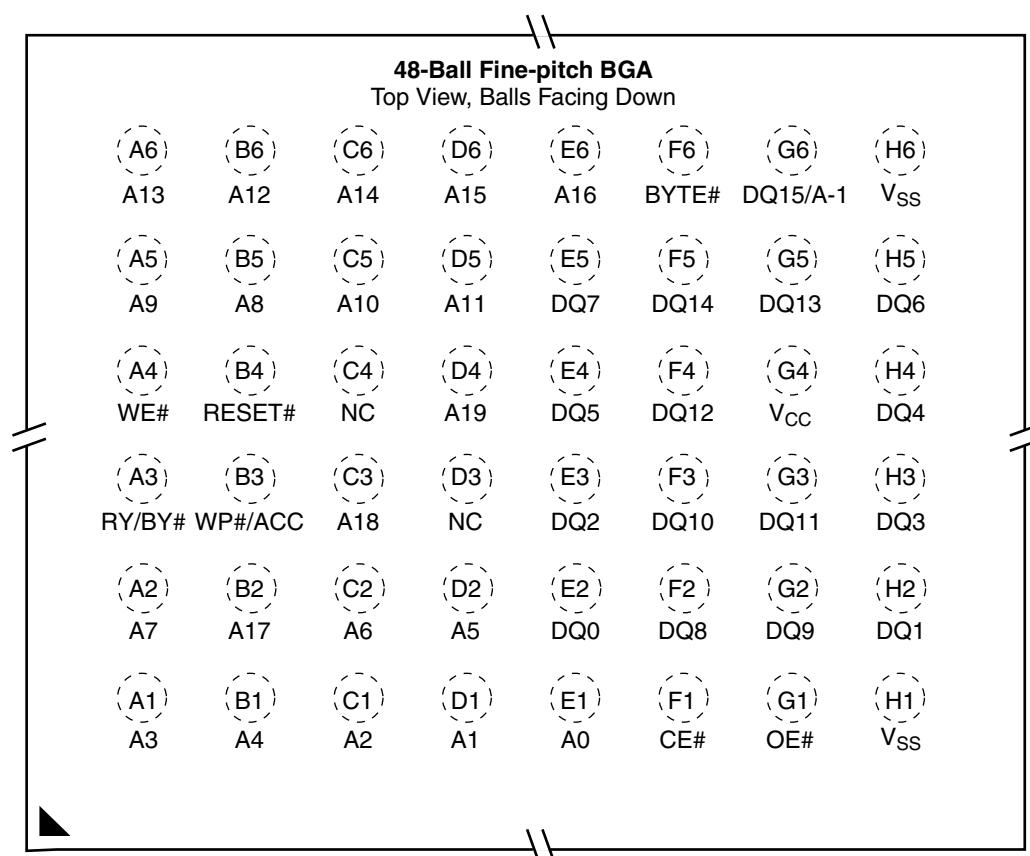 48-Ball Fine-pitch BGA
Top View, Balls Facing Down
A6 B6 C6 D6 E6 F6 G6 H6
A13 A12 A14 A15 A16 BYTE# DQ15/A-1 VSS
A5 B5 C5 D5 E5 F5 G5 H5
A9 A8 A10 A11 DQ7 DQ14 DQ13 DQ6
A4 B4 C4 D4 E4 F4 G4 H4
WE# RESET# NC A19 DQ5 DQ12 VCC DQ4
A3 B3 C3 D3 E3 F3 G3 H3
RY/BY# WP#/ACC A18 NC DQ2 DQ10 DQ11 DQ3
A2 B2 C2 D2 E2 F2 G2 H2
A7 A17 A6 A5 DQ0 DQ8 DQ9 DQ1
A1 B1 C1 D1 E1 F1 G1 H1
A3 A4 A2 A1 A0 CE# OE# VSS